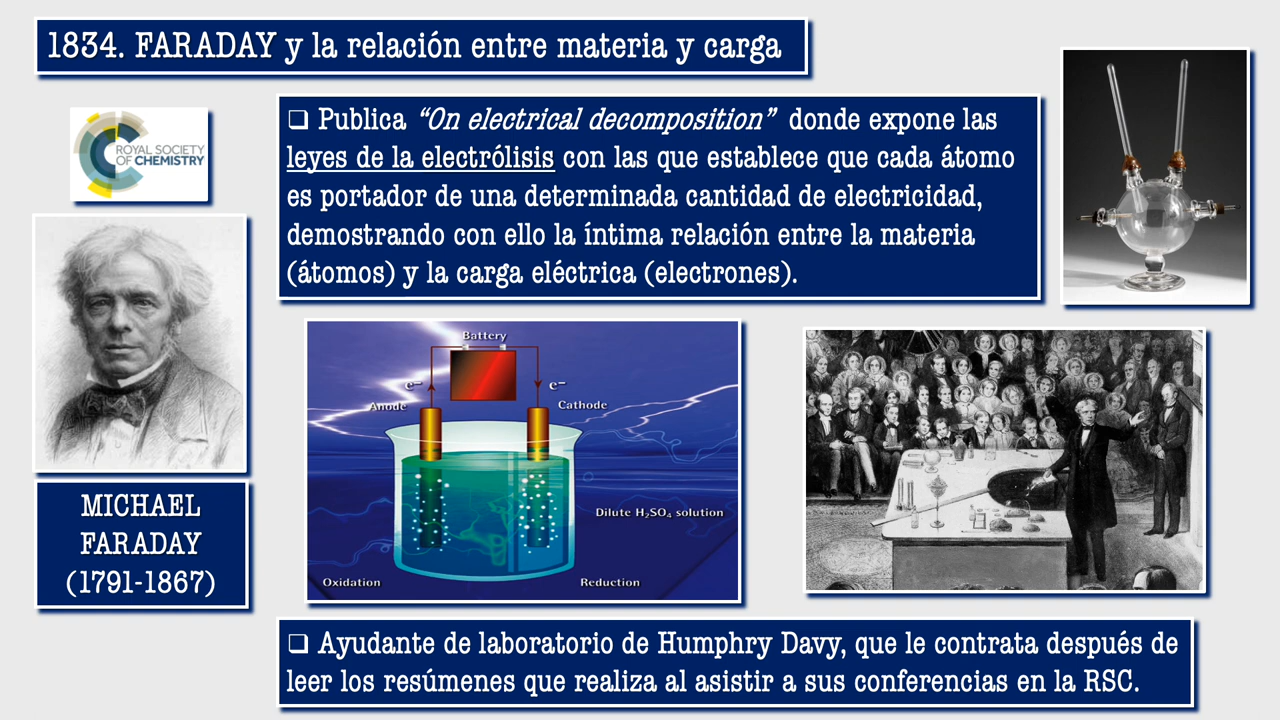 1834. FARADAY y la relación entre materia y carga
ROYAL SOCIETY
OF CHEMISTRY
❑ Publica “On electrical decomposition” donde expone las
leyes de la electrólisis con las que establece que cada átomo
es portador de una determinada cantidad de electricidad,
demostrando con ello la íntima relación entre la materia
(átomos) y la carga eléctrica (electrones).
MICHAEL
FARADAY
(1791-1867)
Battery
e⁻
e⁻
Anode
Cathode
Dilute H₂SO₄ solution
Oxidation
Reduction
❑ Ayudante de laboratorio de Humphry Davy, que le contrata después de
leer los resúmenes que realiza al asistir a sus conferencias en la RSC.